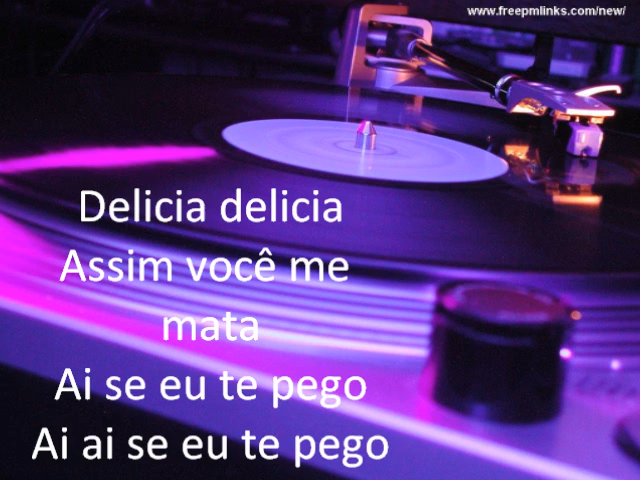 www.freepmlinks.com/new/
Delicia delicia
Assim você me
mata
Ai se eu te pego
Ai ai se eu te pego